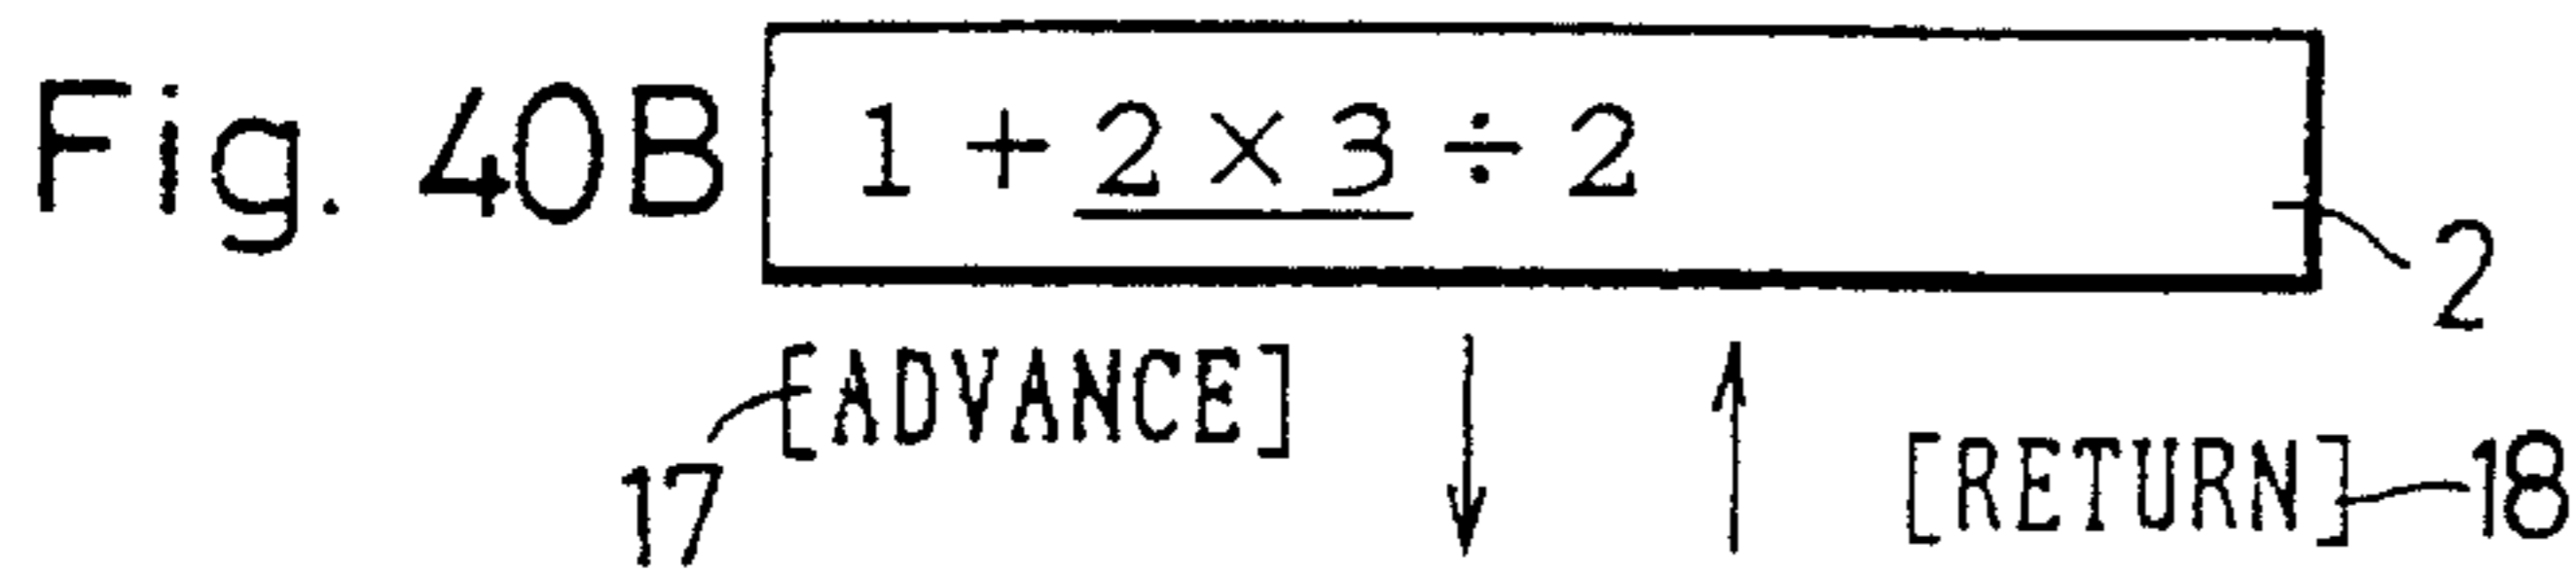 Fig. 40B 1 + 2 × 3 ÷ 2
2
[ADVANCE]
17
[RETURN] 18